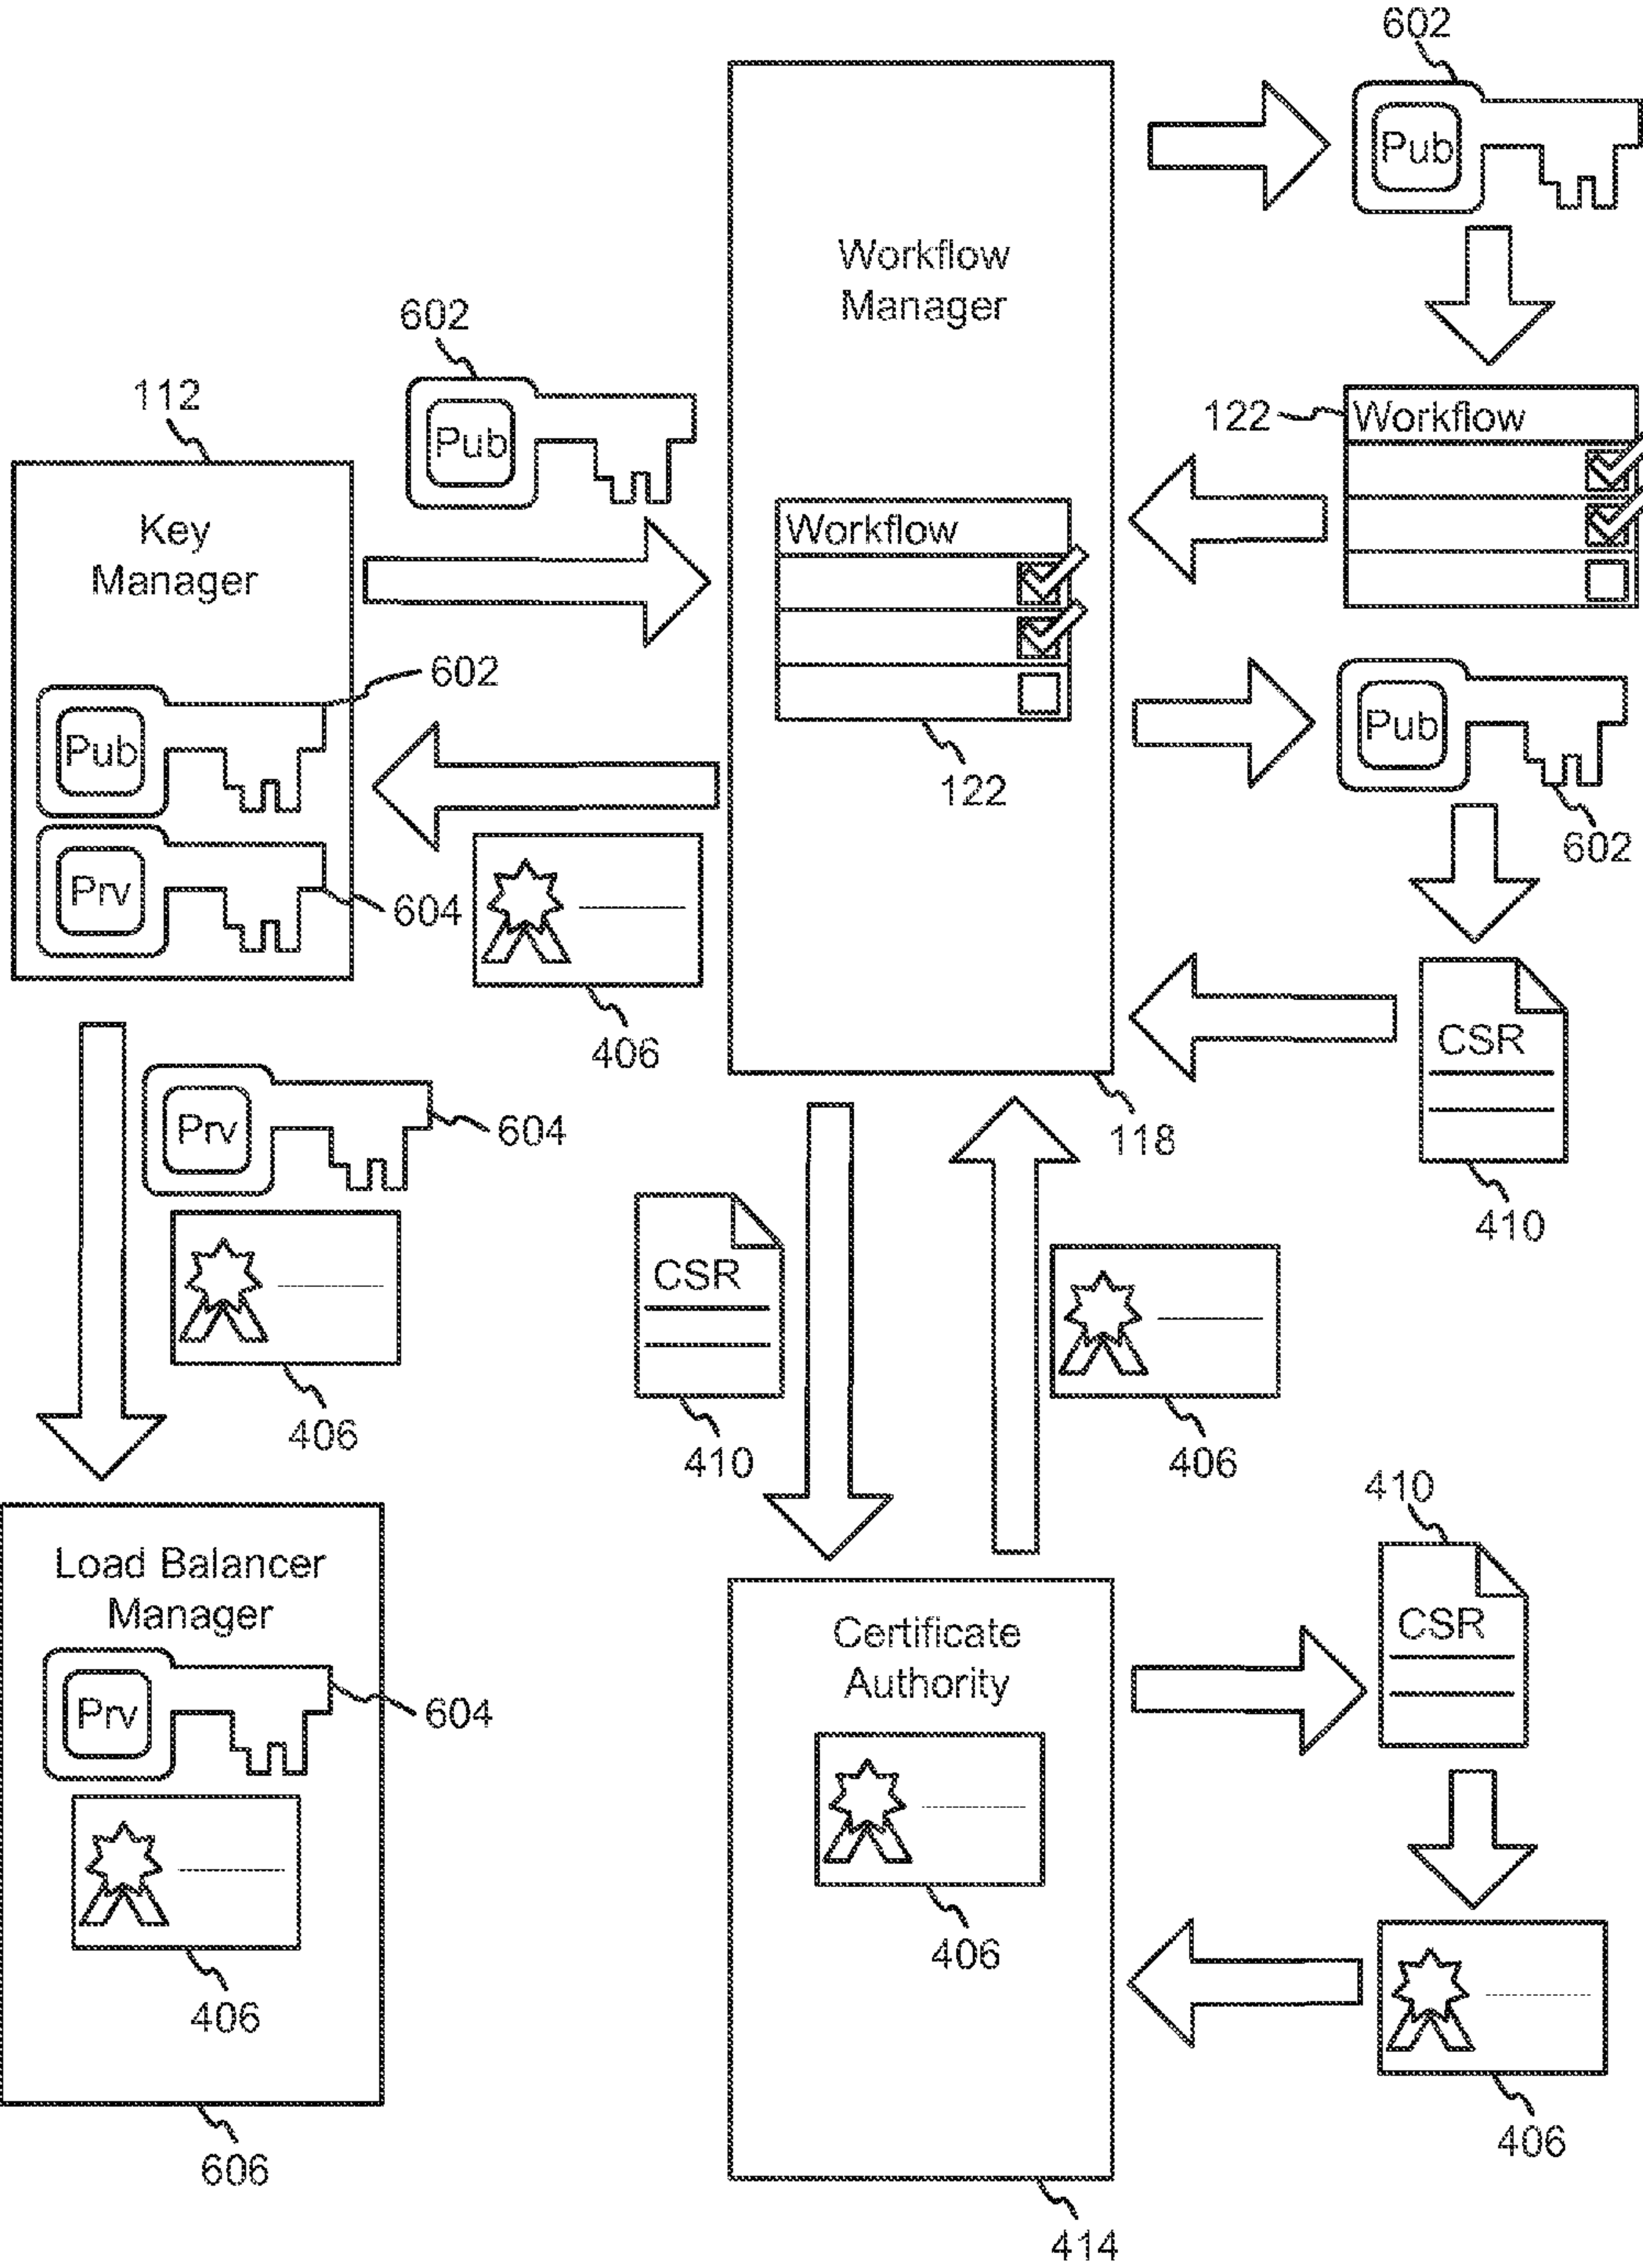 602
Pub
Workflow
Manager
602
Pub
112
Key
Manager
122
Workflow
Workflow
602
Pub
Pub
122
602
Prv
604
406
CSR
Prv
604
118
410
CSR
406
410
406
410
Load Balancer
Manager
CSR
Certificate
Authority
Prv
604
406
406
406
606
414